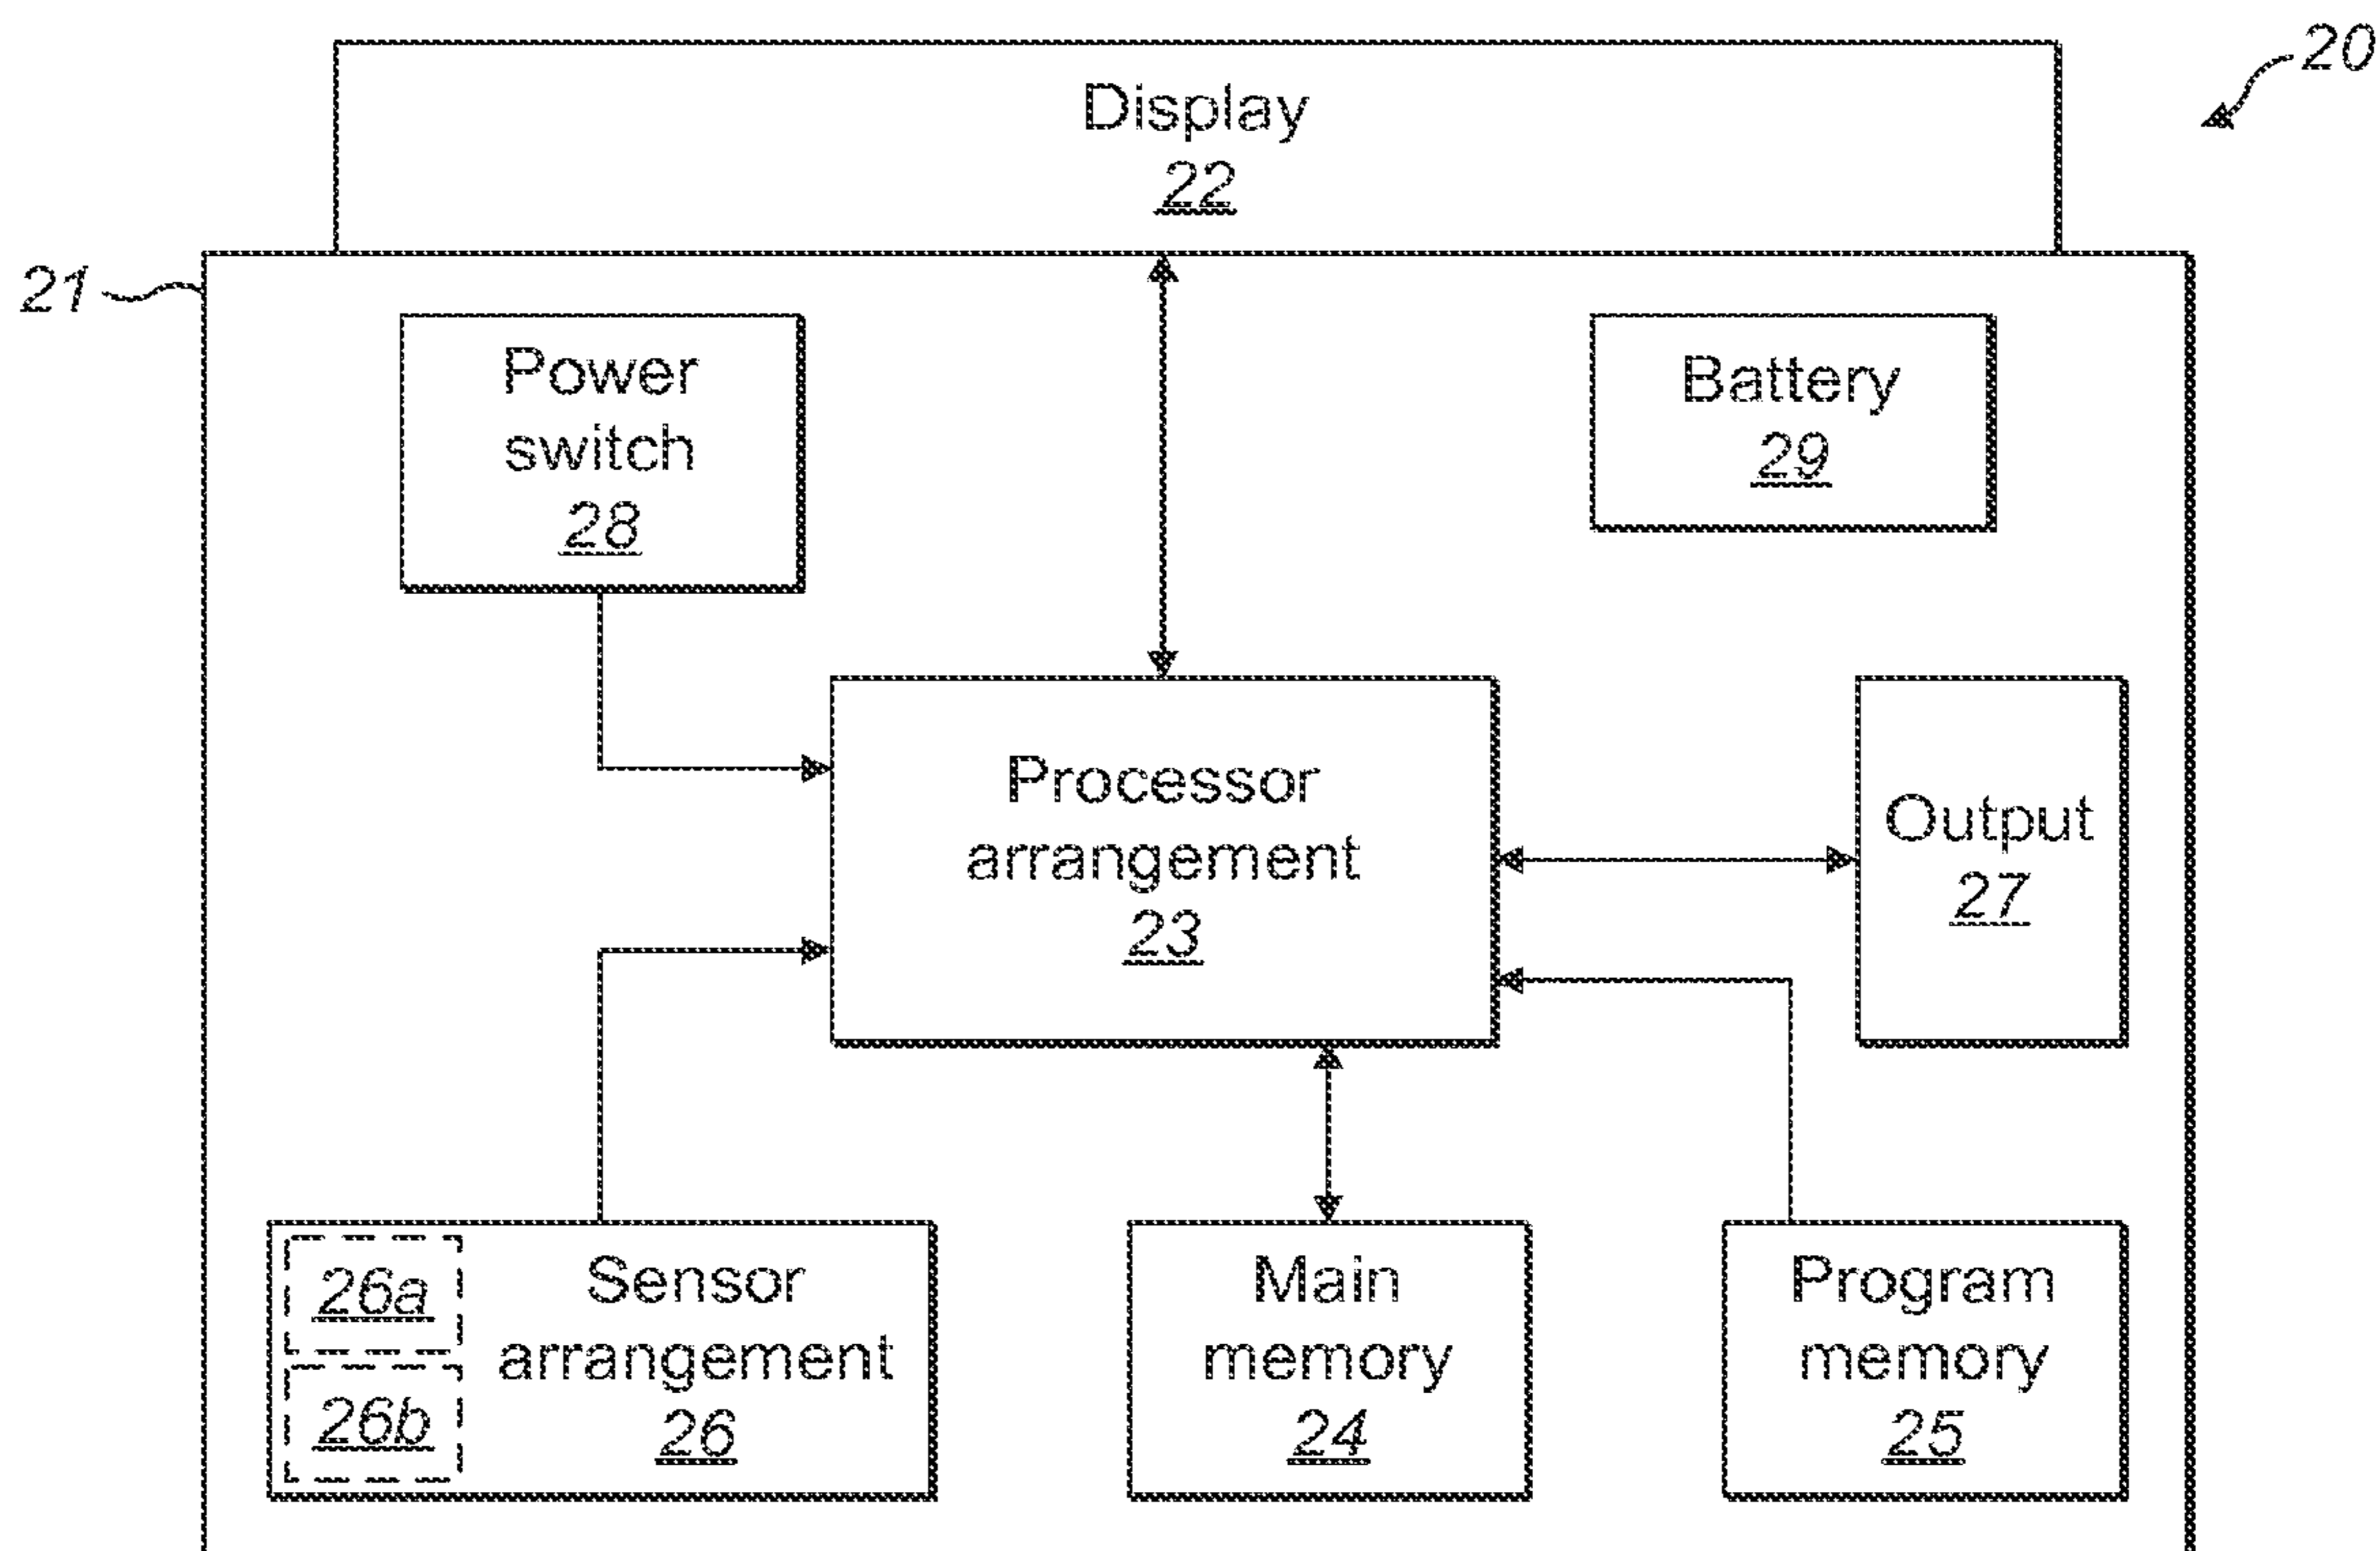 20
Display
22
21
Power
switch
28
Battery
29
Processor
arrangement
23
Output
27
26a
26b
Sensor
arrangement
26
Main
memory
24
Program
memory
25